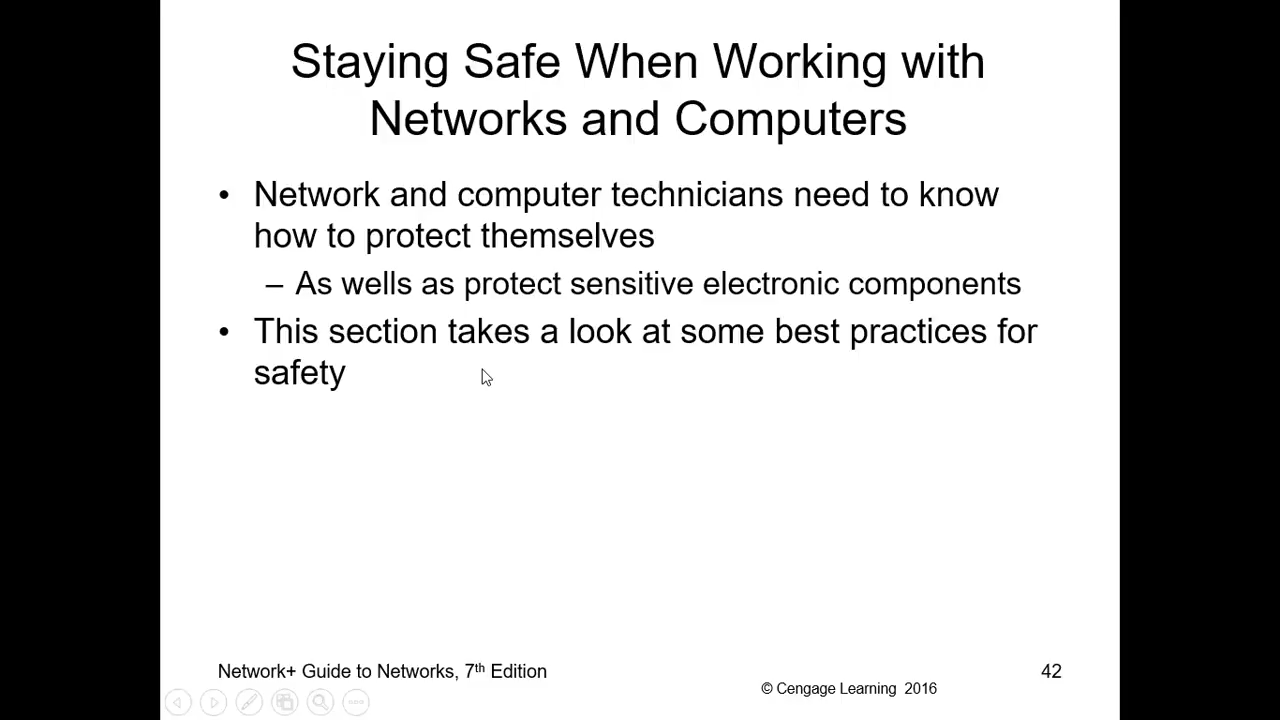 Staying Safe When Working with
Networks and Computers
• Network and computer technicians need to know
how to protect themselves
– As wells as protect sensitive electronic components
• This section takes a look at some best practices for
safety
Network+ Guide to Networks, 7th Edition
42
© Cengage Learning 2016